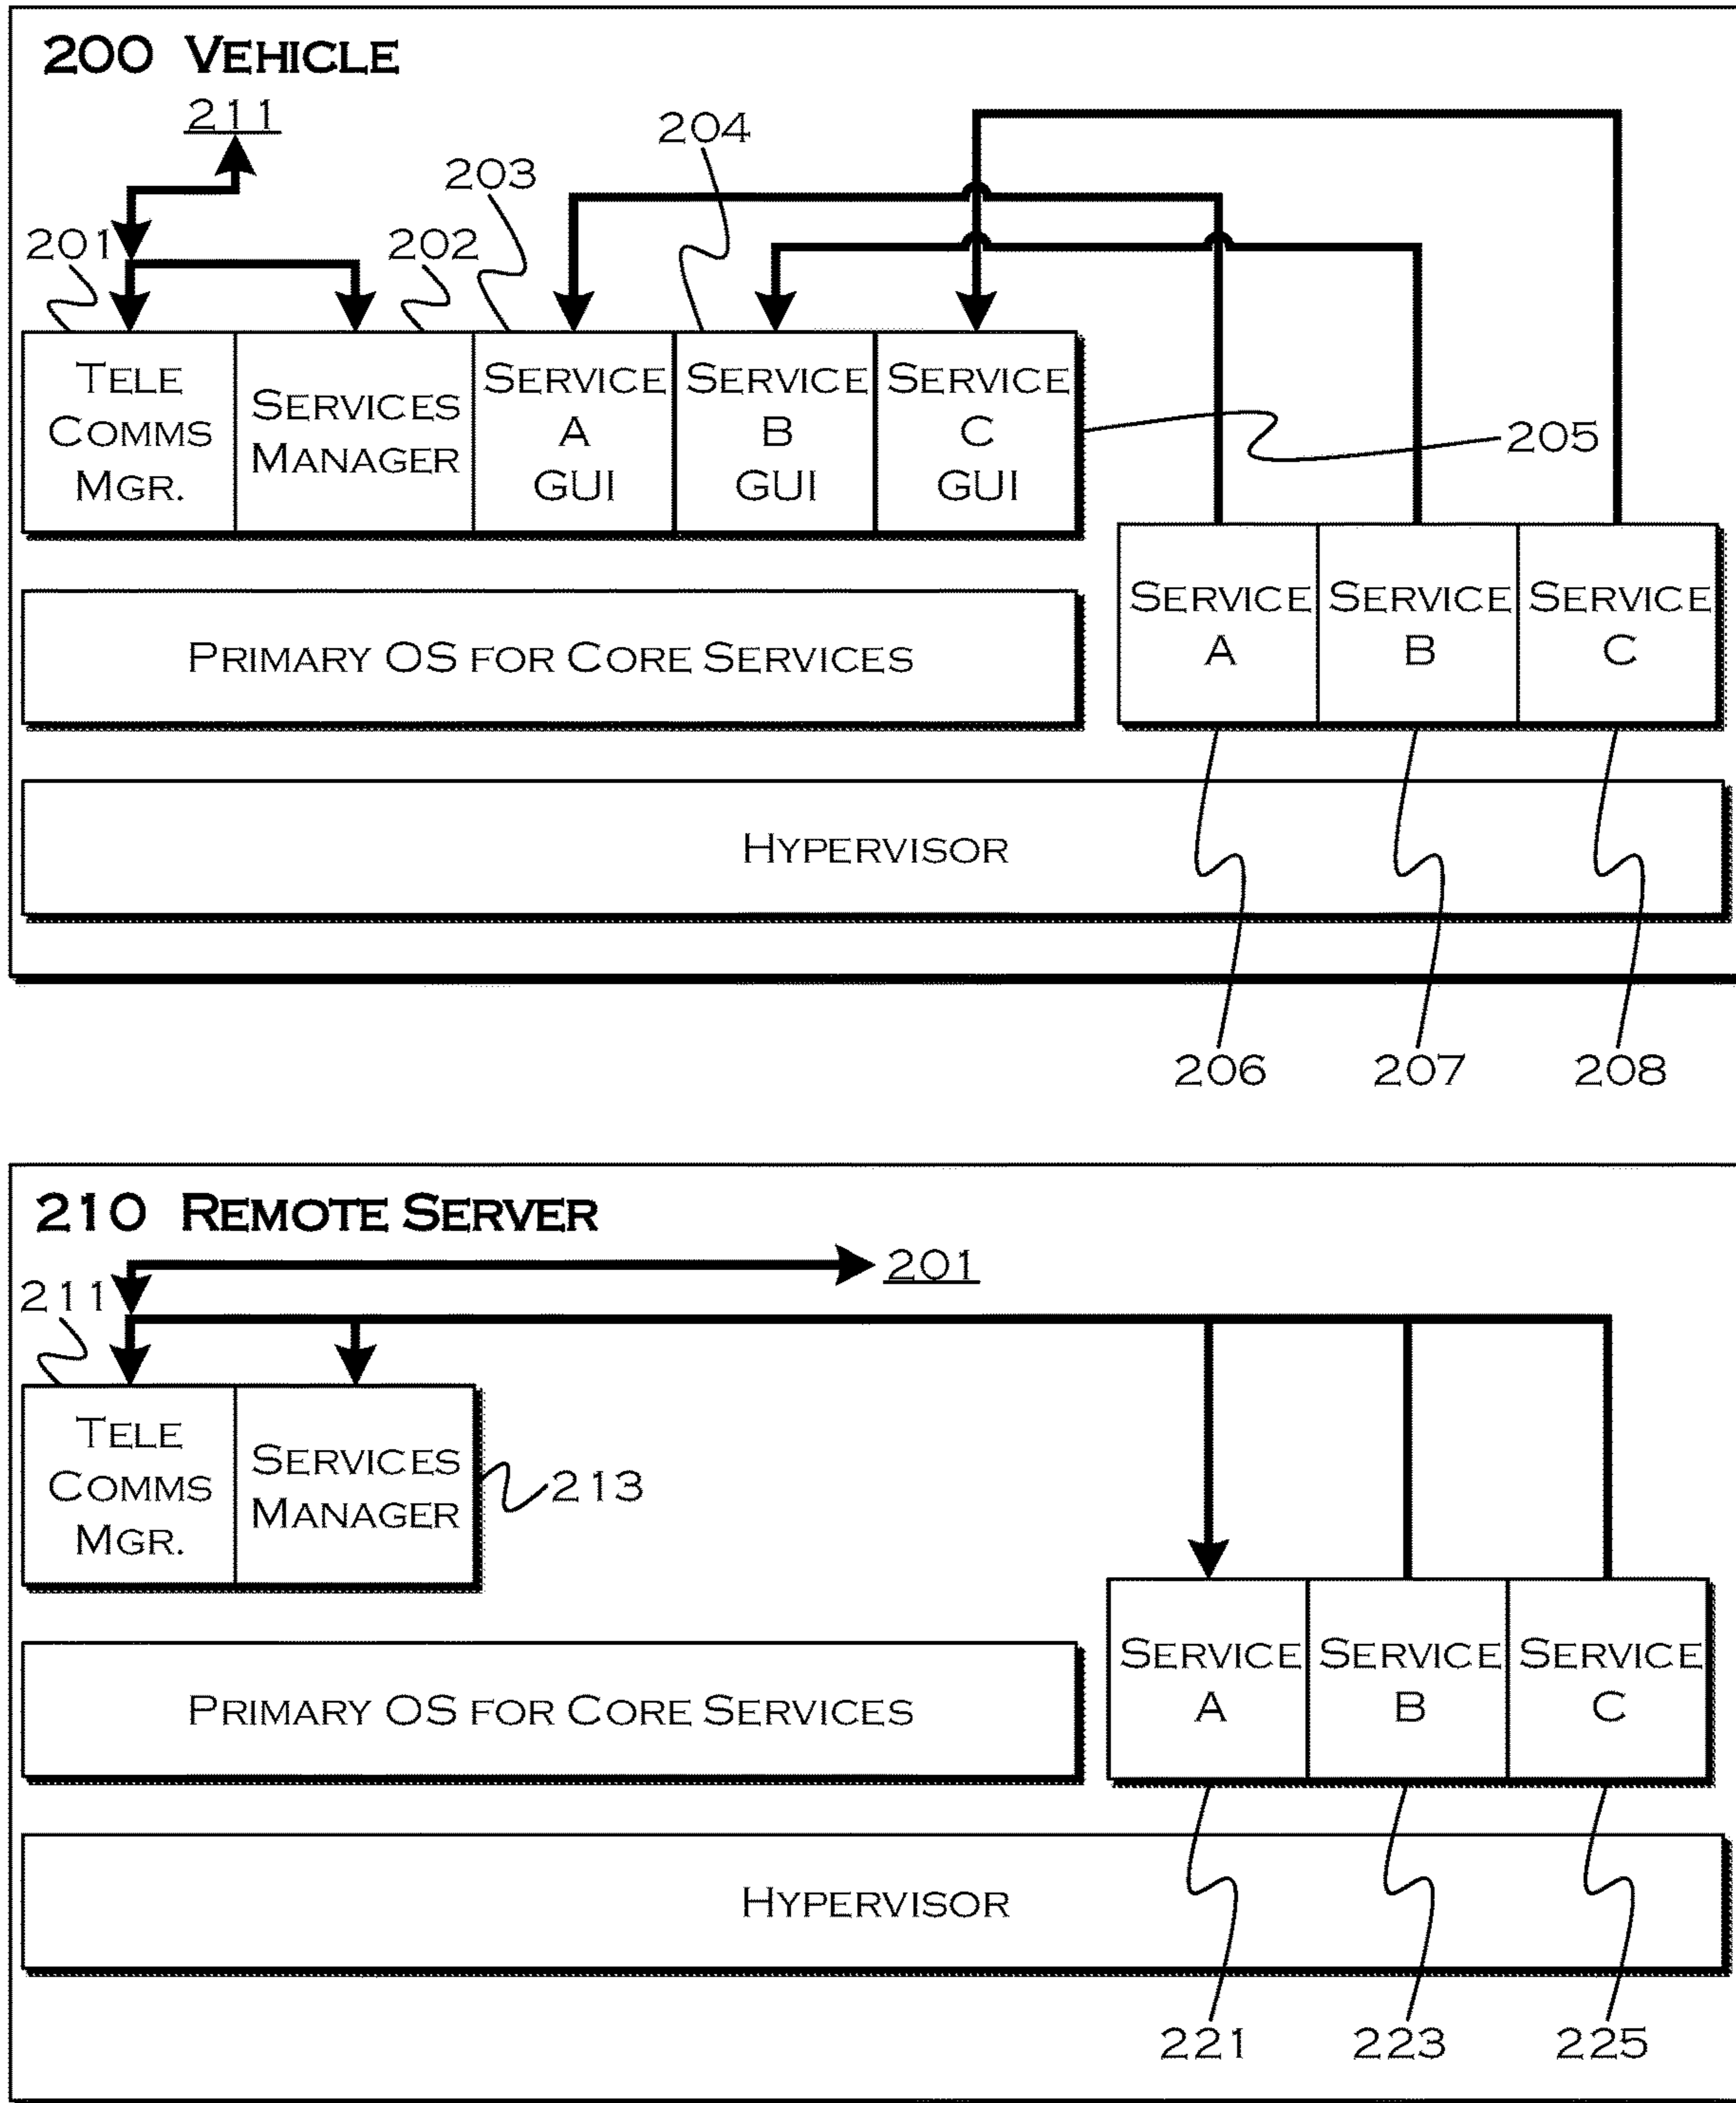 200 VEHICLE
211
204
203
201
202
TELE
COMMS
MGR.
SERVICES
MANAGER
SERVICE
A
GUI
SERVICE
B
GUI
SERVICE
C
GUI
205
SERVICE
A
SERVICE
B
SERVICE
C
PRIMARY OS FOR CORE SERVICES
HYPERVISOR
206
207
208
210 REMOTE SERVER
201
211
TELE
COMMS
MGR.
SERVICES
MANAGER
213
SERVICE
A
SERVICE
B
SERVICE
C
PRIMARY OS FOR CORE SERVICES
HYPERVISOR
221
223
225